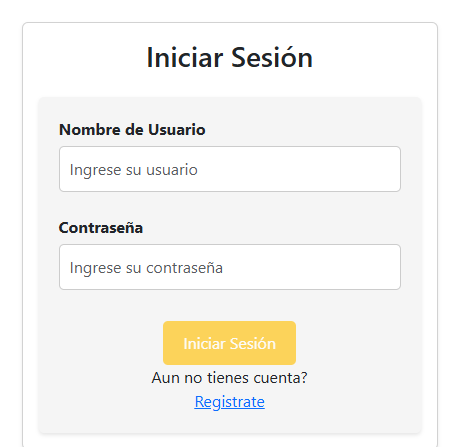 Iniciar Sesión
Nombre de Usuario
Ingrese su usuario
Contraseña
Ingrese su contraseña
Iniciar Sesión
Aun no tienes cuenta?
Registrate